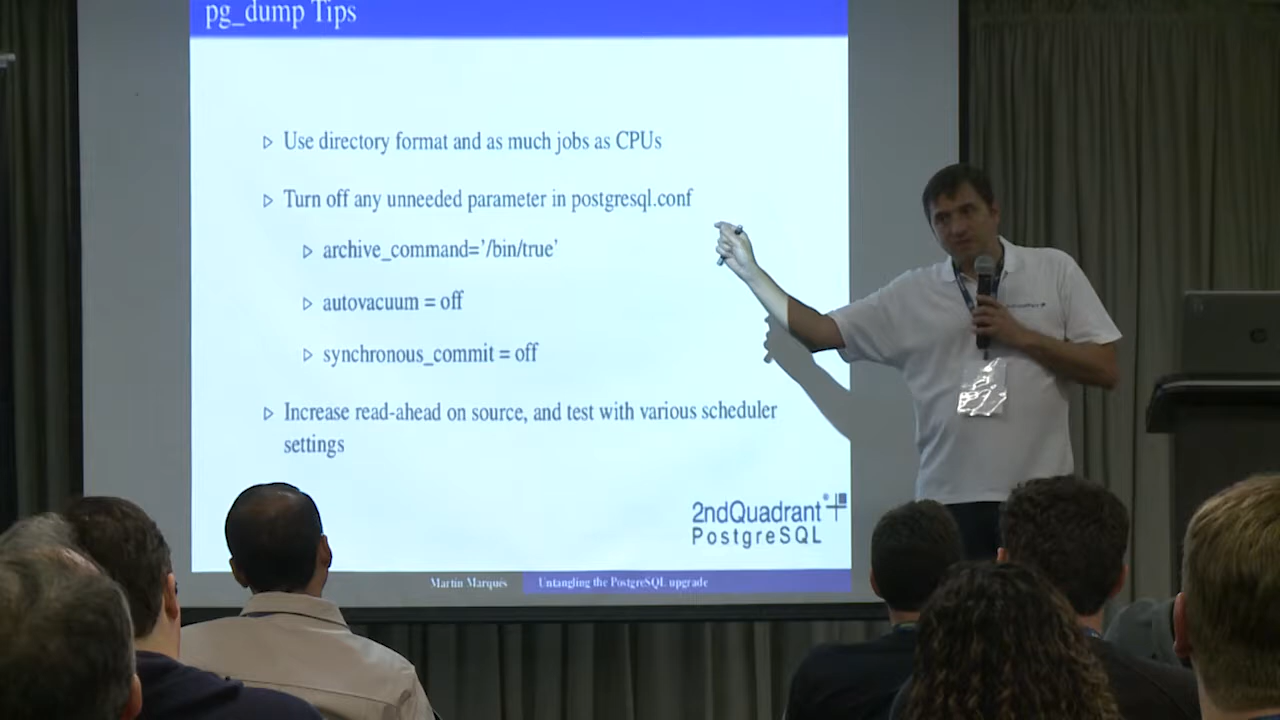 pg_dump Tips
Use directory format and as much jobs as CPUs
Turn off any unneeded parameter in postgresql.conf
archive_command='/bin/true'
autovacuum = off
synchronous_commit = off
Increase read-ahead on source, and test with various scheduler
settings
2ndQuadrant
PostgreSQL
Martín Marqués Untangling the PostgreSQL upgrade